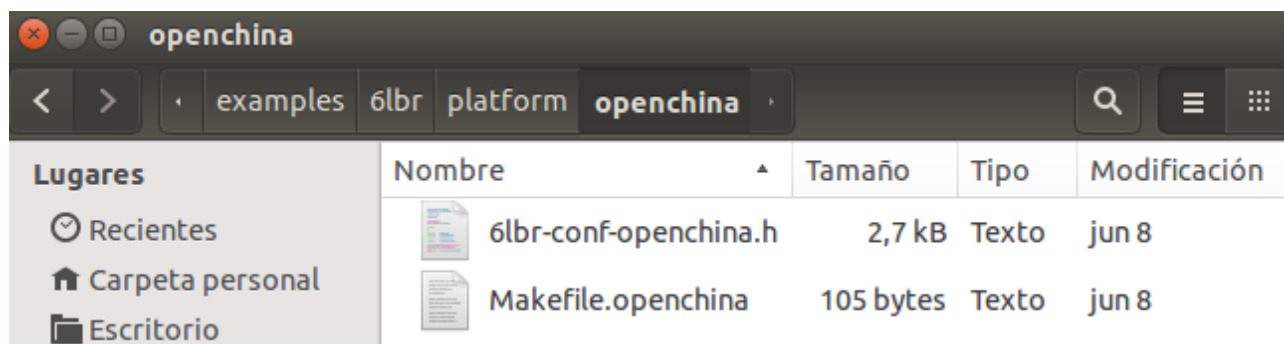 openchina
examples 6lbr platform openchina
Lugares
Nombre Tamaño Tipo Modificación
Recientes
6lbr-conf-openchina.h 2,7 kB Texto jun 8
Carpeta personal
Makefile.openchina 105 bytes Texto jun 8
Escritorio